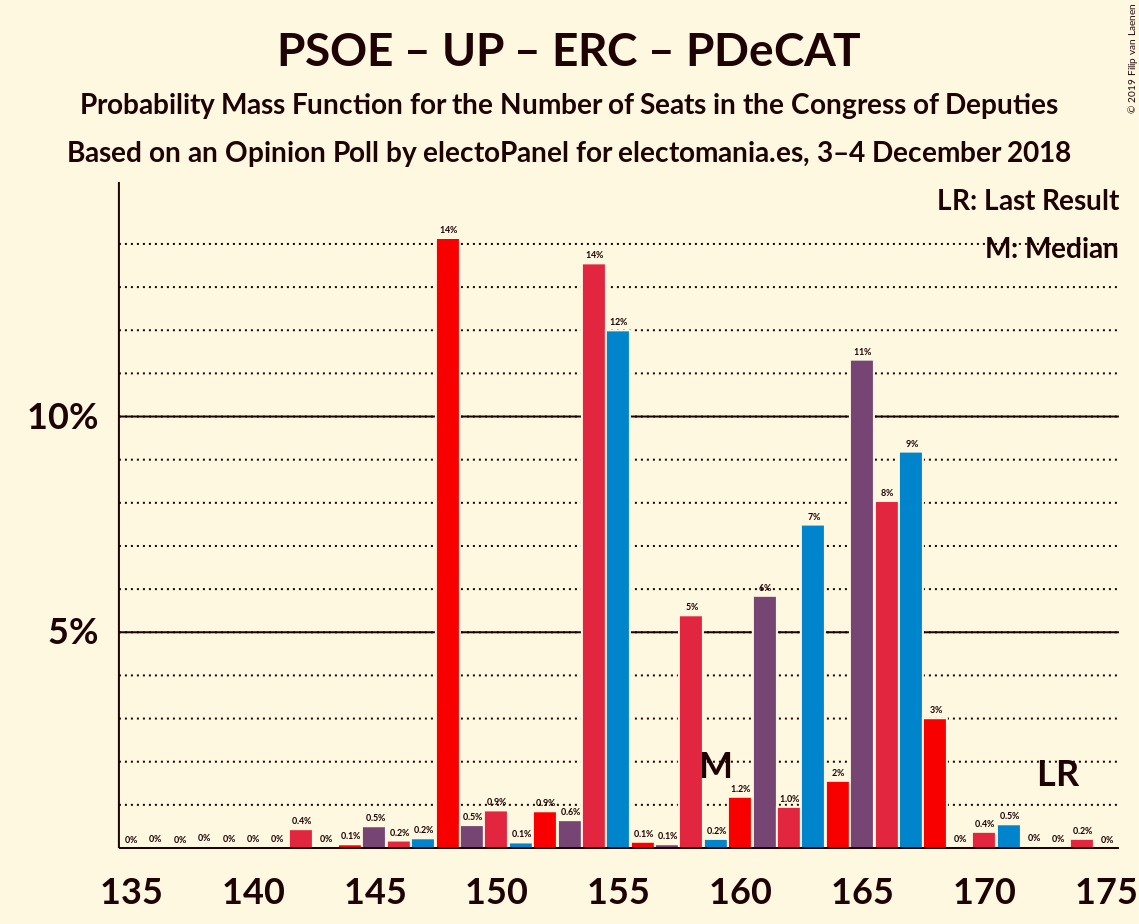 PSOE – UP – ERC – PDeCAT
Probability Mass Function for the Number of Seats in the Congress of Deputies
Based on an Opinion Poll by electoPanel for electomania.es, 3–4 December 2018
© 2019 Filip van Laenen
LR: Last Result
M: Median
10%
5%
0% 0% 0% 0% 0% 0% 0% 0.4% 0% 0.1% 0.5% 0.2% 0.2% 14% 0.5% 0.9% 0.1% 0.9% 0.6% 14% 12% 0.1% 0.1% 5% 0.2% 1.2% 6% 1.0% 7% 2% 11% 8% 9% 3% 0% 0.4% 0.5% 0% 0% 0.2% 0%
M
LR
135 140 145 150 155 160 165 170 175